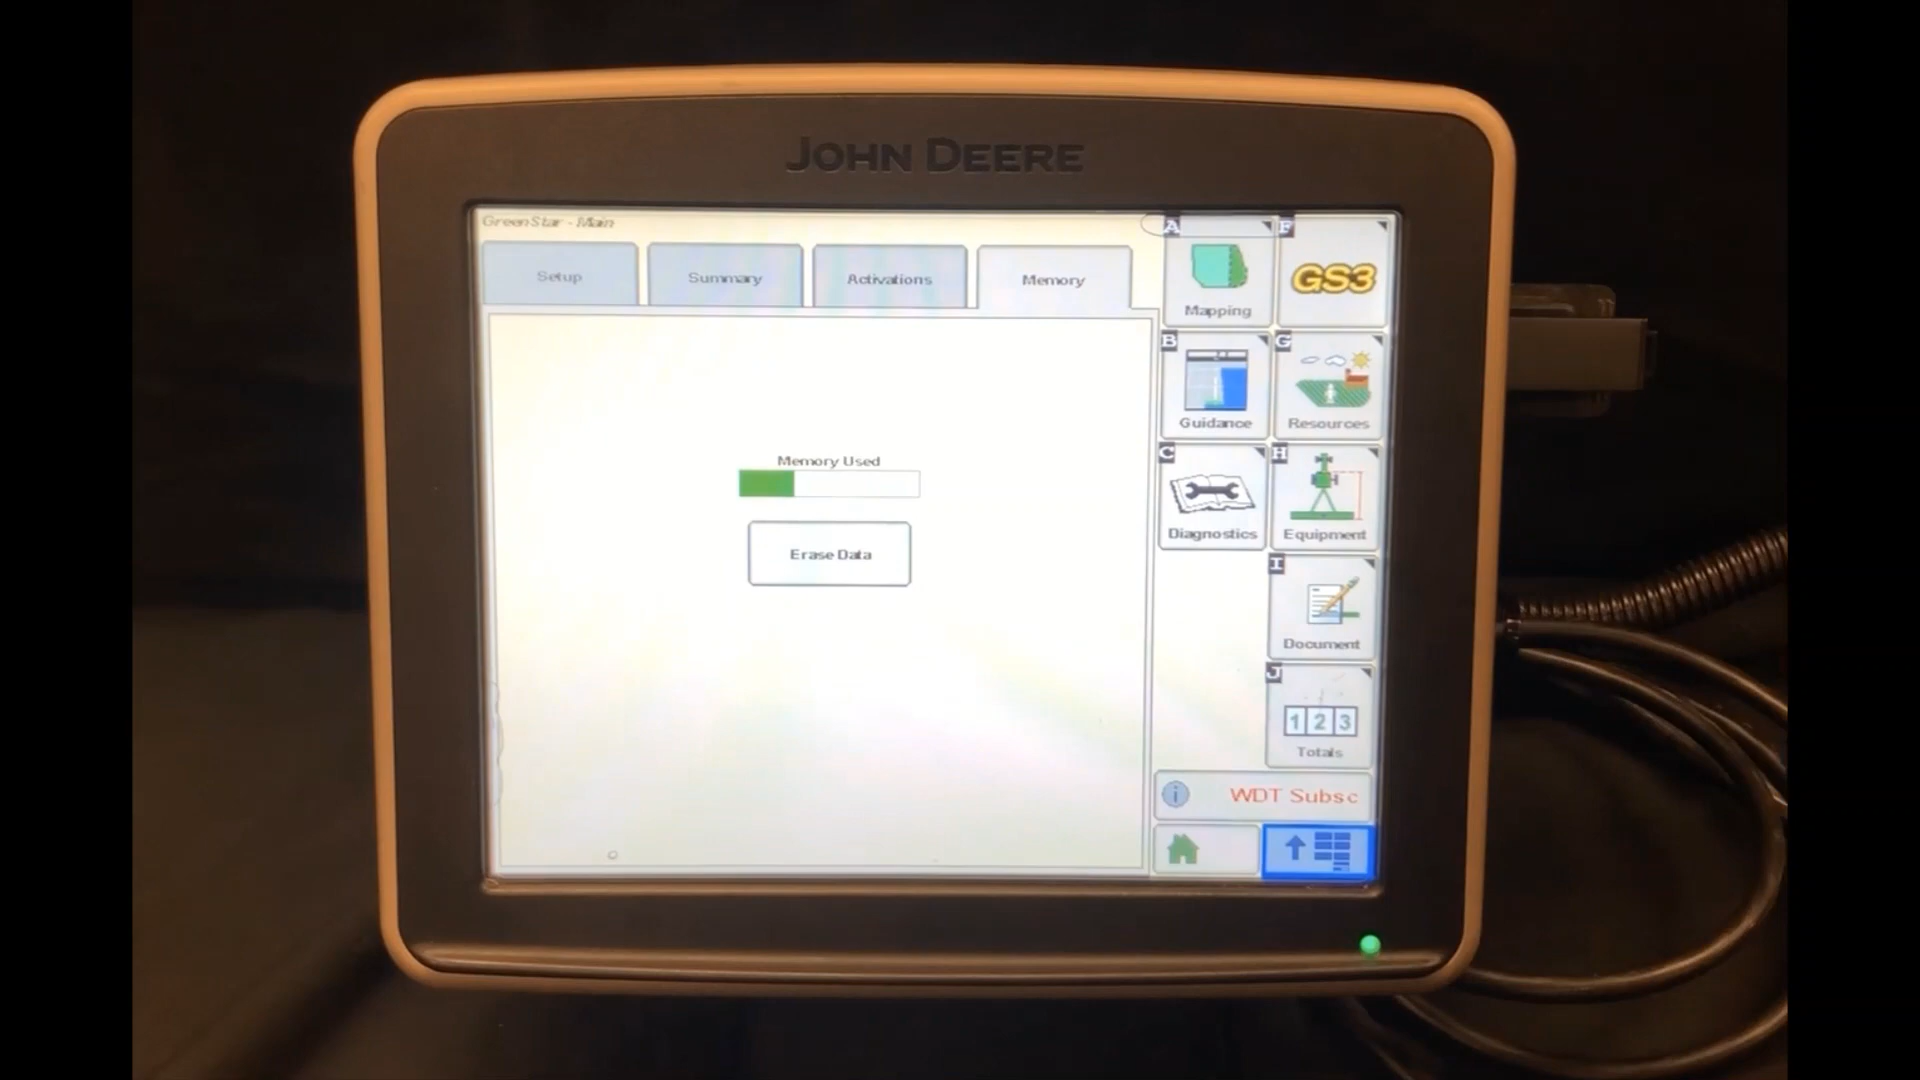 JOHN DEERE
GreenStar - Main
Setup
Summary
Activations
Memory
Memory Used
Erase Data
A
Mapping
F
GS3
B
Guidance
G
Resources
C
Diagnostics
H
Equipment
I
Document
J
1 2 3
Totals
i
WDT Subsc